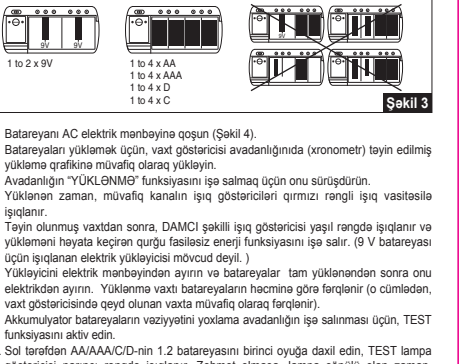 9V
9V
9V
1 to 2 x 9V
1 to 4 x AA
1 to 4 x AAA
1 to 4 x D
1 to 4 x C
Şəkil 3
Batareyanı AC elektrik mənbəyinə qoşun (Şəkil 4).
Batareyaları yükləmək üçün, vaxt göstəricisi avadanlığınıda (xronometr) təyin edilmiş
yükləmə qrafikinə müvafiq olaraq yükləyin.
Avadanlığın “YÜKLƏNMƏ” funksiyasını işə salmaq üçün onu sürüşdürün.
Yüklənən zaman, müvafiq kanalın işıq göstəriciləri qırmızı rəngli işıq vasitəsilə
işıqlanır.
Təyin olunmuş vaxtdan sonra, DAMCI şəkilli işıq göstəricisi yaşıl rəngdə işıqlanır və
yükləməni həyata keçirən qurğu fasiləsiz enerji funksiyasını işə salır. (9 V batareyası
üçün işıqlanan elektrik yükləyicisi mövcud deyil. )
Yükləyicini elektrik mənbəyindən ayırın və batareyalar tam yüklənəndən sonra onu
elektrikdən ayırın. Yüklənmə vaxtı batareyaların həcminə görə fərqlənir (o cümlədən,
vaxt göstəricisində qeyd olunan vaxta müvafiq olaraq fərqlənir).
Akkumulyator batareyaların vəziyyətini yoxlama avadanlığın işə salınması üçün, TEST
funksiyasını aktiv edin.
Sol tərəfdən AA/AAA/C/D-nin 1.2 batareyasını birinci oyuğa daxil edin, TEST lampa